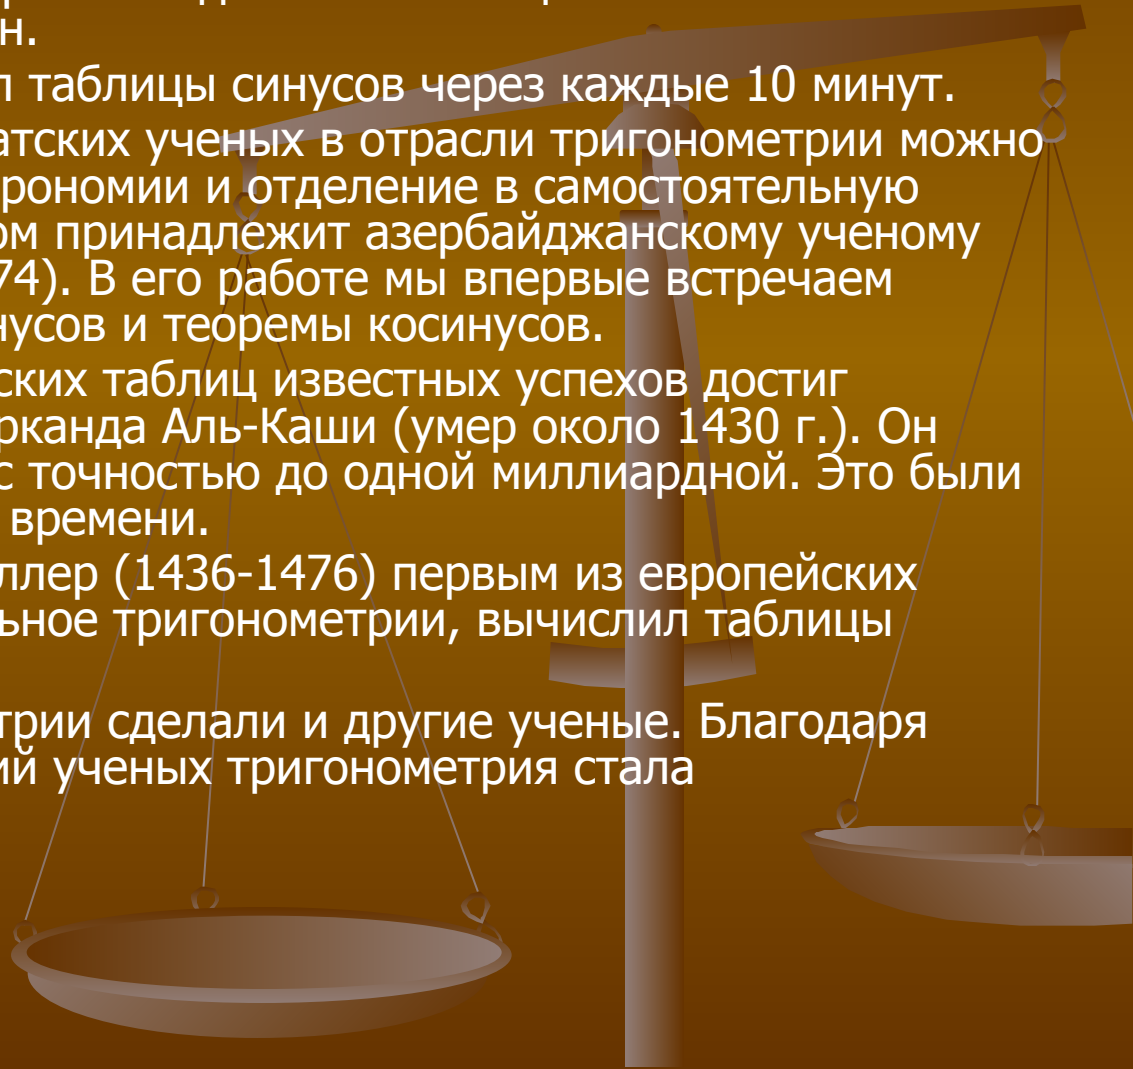 н.
таблицы синусов через каждые 10 минут.
атских ученых в отрасли тригонометрии можно
рономии и отделение в самостоятельную
ом принадлежит азербайджанскому ученому
74). В его работе мы впервые встречаем
нусов и теоремы косинусов.
ских таблиц известных успехов достиг
рканда Аль-Каши (умер около 1430 г.). Он
с точностью до одной миллиардной. Это были
времени.
ллер (1436-1476) первым из европейских
ьное тригонометрии, вычислил таблицы
трии сделали и другие ученые. Благодаря
ий ученых тригонометрия стала